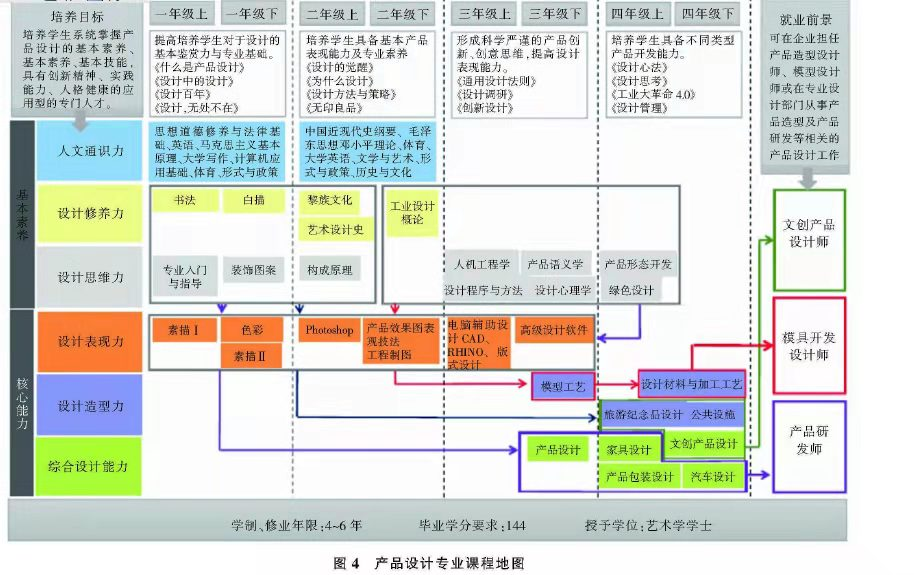 培养目标
培养学生系统掌握产
品设计的基本素养、
基本素养、基本技能,
具有创新精神、实践
能力、人格健康的应
用型的专门人才。
一年级上 一年级下
二年级上 二年级下
三年级上 三年级下
四年级上 四年级下
提高培养学生对于设计的
基本鉴赏力与专业基础。
《什么是产品设计》
《设计中的设计》
《设计百年》
《设计,无处不在》
培养学生具备基本产品
表现能力及专业素养
《设计的觉醒》
《为什么设计》
《设计方法与策略》
《无印良品》
形成科学严谨的产品创
新、创意思维,提高设计
表现能力。
《通用设计法则》
《设计调研》
《创新设计》
培养学生具备不同类型
产品开发能力。
《设计心法》
《设计思考》
《工业大革命 4.0》
《设计管理》
就业前景
可在企业担任
产品造型设计
师、模型设计
师或在专业设
计部门从事产
品造型及产品
研发等相关的
产品设计工作
基本素养
人文通识力
思想道德修养与法律基
础、英语、马克思主义基本
原理、大学写作、计算机应
用基础、体育、形式与政策
中国近现代史纲要、毛泽
东思想邓小平理论、体育、
大学英语、文学与艺术、形
式与政策、历史与文化
设计修养力
书法
白描
黎族文化
艺术设计史
工业设计
概论
设计思维力
专业入门
与指导
装饰图案
构成原理
人机工程学
产品语义学
产品形态开发
设计程序与方法
设计心理学
绿色设计
核心能力
设计表现力
素描Ⅰ
色彩
素描Ⅱ
Photoshop
产品效果图表
现技法
工程制图
电脑辅助设
计 CAD、
RHINO、版
式设计
高级设计软件
设计造型力
模型工艺
设计材料与加工工艺
旅游纪念品设计 公共设施
综合设计能力
产品设计
家具设计
文创产品设计
产品包装设计
汽车设计
文创产品
设计师
模具开发
设计师
产品研
发师
学制、修业年限:4~6 年 毕业学分要求:144 授予学位:艺术学学士
图 4 产品设计专业课程地图